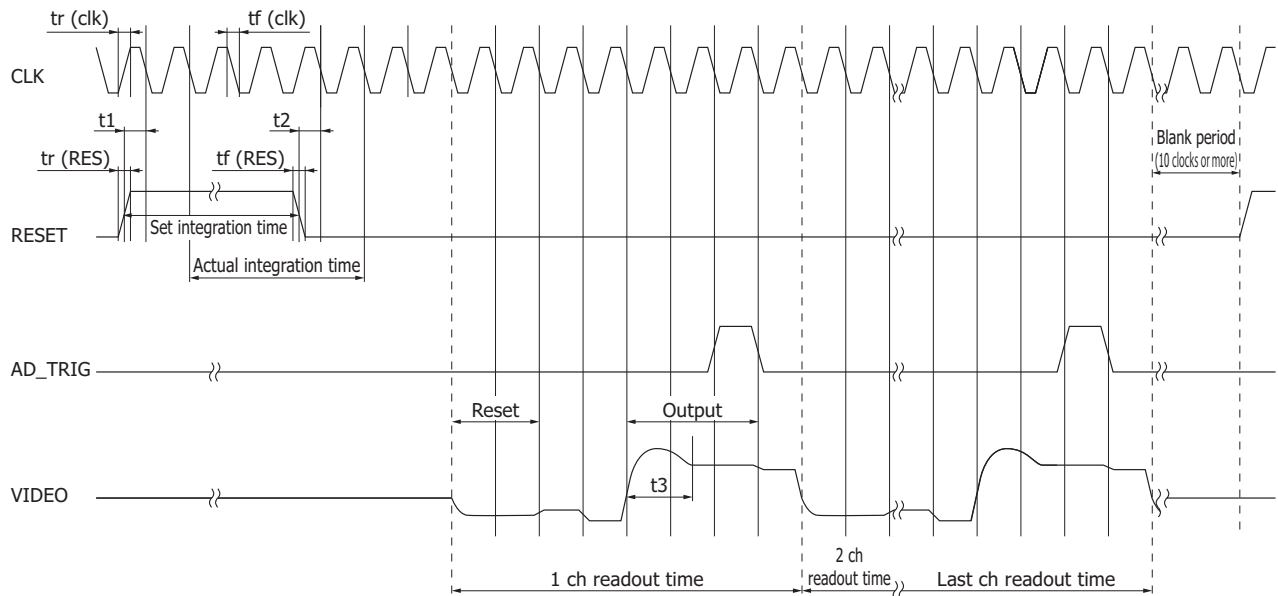 tr (clk)
tf (clk)
CLK
t1
t2
tr (RES)
tf (RES)
Blank period
(10 clocks or more)
Set integration time
RESET
Actual integration time
AD_TRIG
Reset
Output
t3
VIDEO
1 ch readout time
2 ch
readout time
Last ch readout time